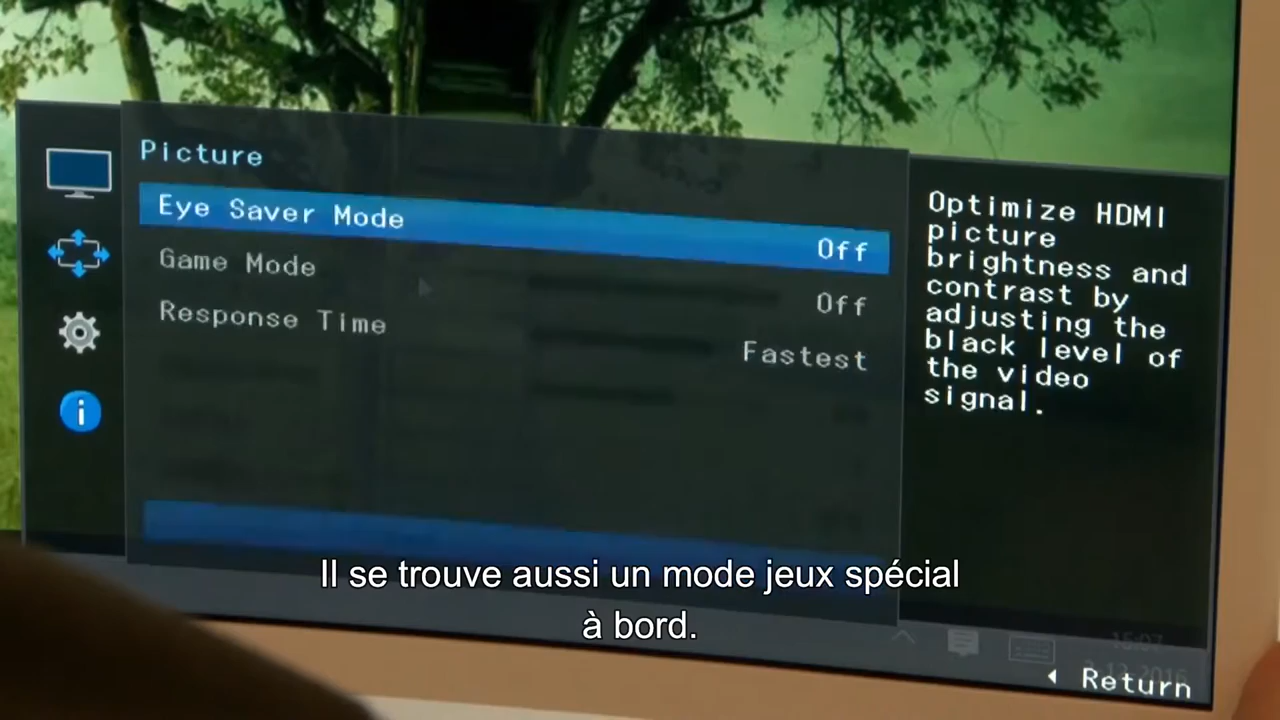 Picture
Eye Saver Mode Off
Game Mode Off
Response Time Fastest
Optimize HDMI
picture
brightness and
contrast by
adjusting the
black level of
the video
signal.
Il se trouve aussi un mode jeux spécial
à bord.
Return